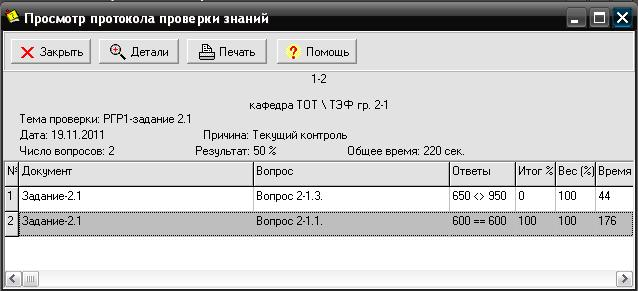 Просмотр протокола проверки знаний
Закрыть Детали Печать Помощь
1-2
кафедра ТОТ \ ТЭФ гр. 2-1
Тема проверки: РГР1-задание 2.1
Дата: 19.11.2011 Причина: Текущий контроль
Число вопросов: 2 Результат: 50 % Общее время: 220 сек.
№ Документ Вопрос Ответы Итог % Вес (%) Время
1 Задание-2.1 Вопрос 2-1.3. 650 <> 950 0 100 44
2 Задание-2.1 Вопрос 2-1.1. 600 == 600 100 100 176